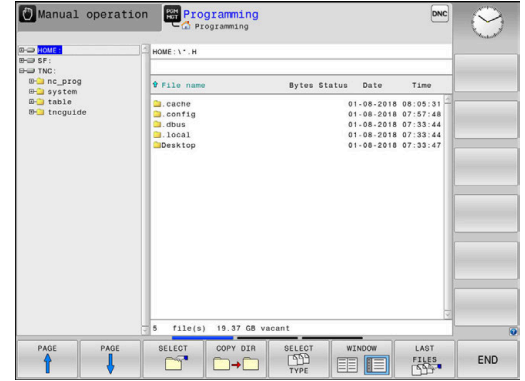 Manual operation
PGM
MGT
Programming
Programming
DNC
HOME:
SF:
TNC:
nc_prog
system
table
tncguide
HOME:\*.H
File name Bytes Status Date Time
.cache 01-08-2018 08:05:31
.config 01-08-2018 07:57:48
.dbus 01-08-2018 07:33:44
.local 01-08-2018 07:33:44
Desktop 01-08-2018 07:33:47
5 file(s) 19.37 GB vacant
PAGE
PAGE
SELECT
COPY DIR
SELECT
TYPE
WINDOW
LAST
FILES
END